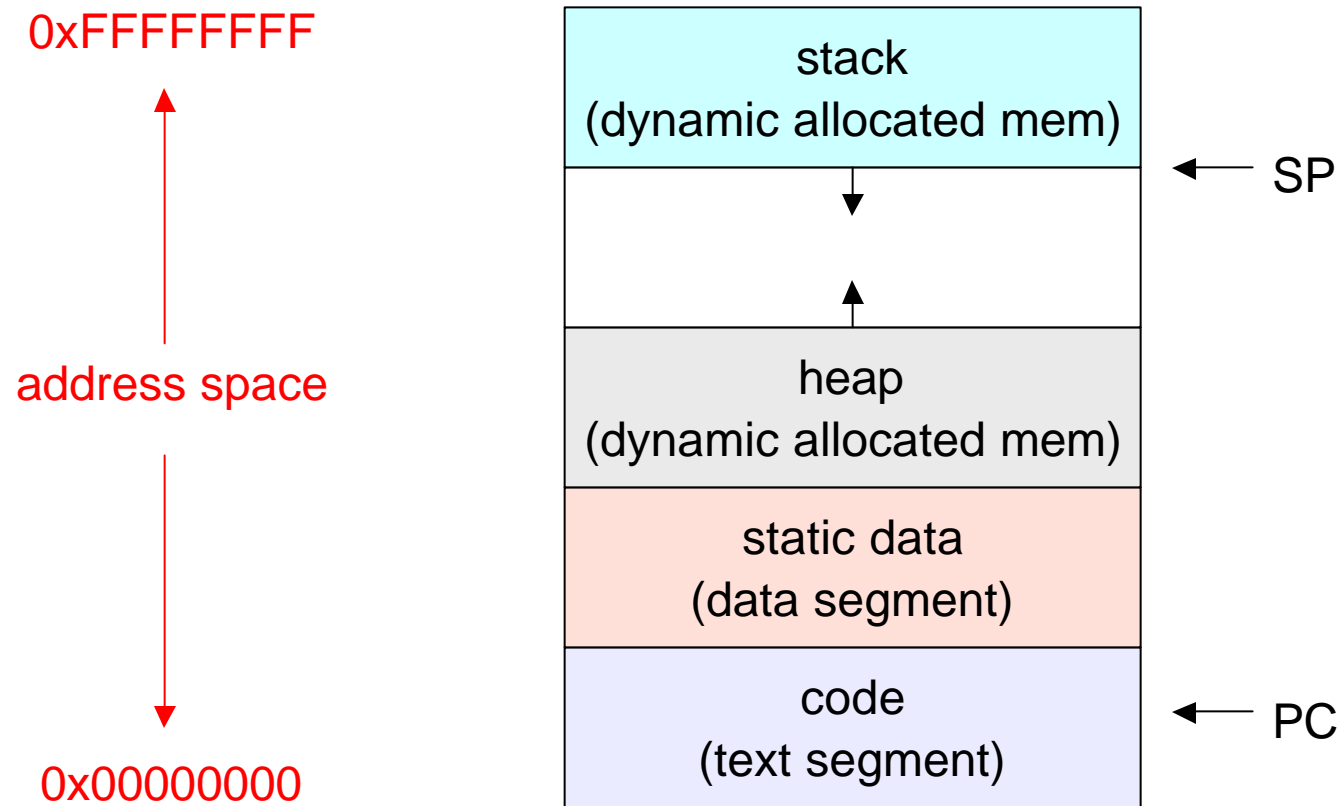 0xFFFFFFFF
address space
0x00000000
stack
(dynamic allocated mem)
SP
heap
(dynamic allocated mem)
static data
(data segment)
code
(text segment)
PC